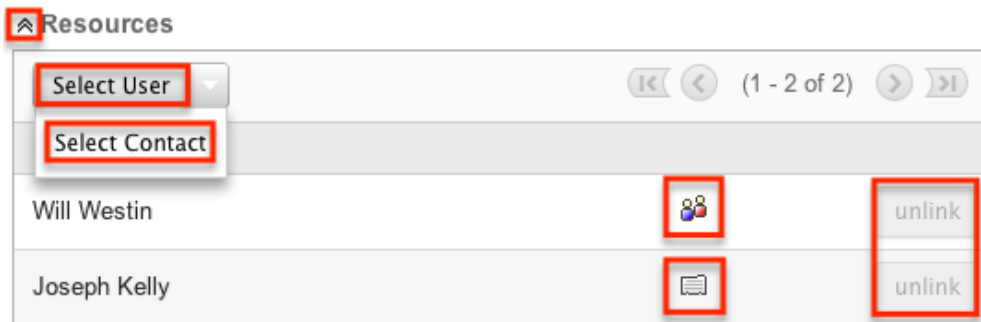 Resources
Select User (1 - 2 of 2)
Select Contact
Will Westin unlink
Joseph Kelly unlink